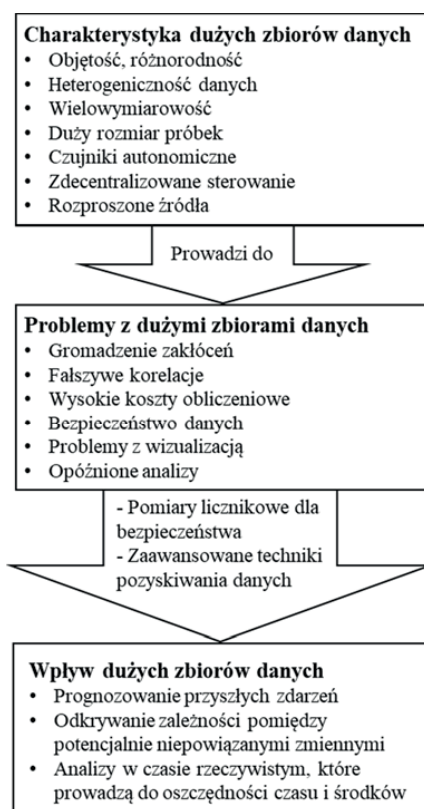 Charakterystyka dużych zbiorów danych
• Objętość, różnorodność
• Heterogeniczność danych
• Wielowymiarowość
• Duży rozmiar próbek
• Czujniki autonomiczne
• Zdecentralizowane sterowanie
• Rozproszone źródła
Prowadzi do
Problemy z dużymi zbiorami danych
• Gromadzenie zakłóceń
• Fałszywe korelacje
• Wysokie koszty obliczeniowe
• Bezpieczeństwo danych
• Problemy z wizualizacją
• Opóźnione analizy
- Pomiary licznikowe dla
bezpieczeństwa
- Zaawansowane techniki
pozyskiwania danych
Wpływ dużych zbiorów danych
• Prognozowanie przyszłych zdarzeń
• Odkrywanie zależności pomiędzy
potencjalnie niepowiązanymi zmiennymi
• Analizy w czasie rzeczywistym, które
prowadzą do oszczędności czasu i środków